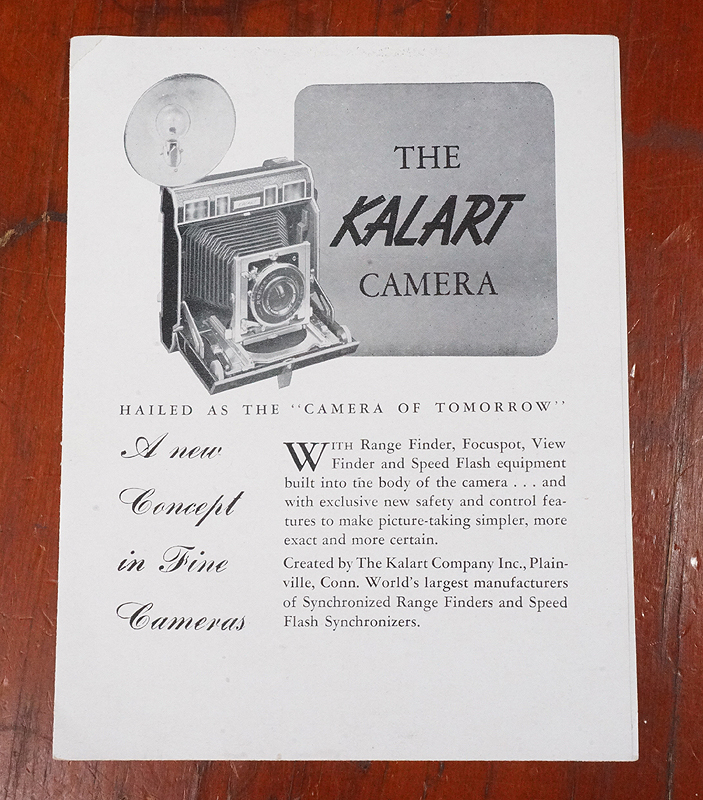 THE
KALART
CAMERA
HAILED AS THE "CAMERA OF TOMORROW"
A new
Concept
in Fine
Cameras
WITH Range Finder, Focuspot, View
Finder and Speed Flash equipment
built into the body of the camera . . . and
with exclusive new safety and control fea-
tures to make picture-taking simpler, more
exact and more certain.
Created by The Kalart Company Inc., Plain-
ville, Conn. World's largest manufacturers
of Synchronized Range Finders and Speed
Flash Synchronizers.